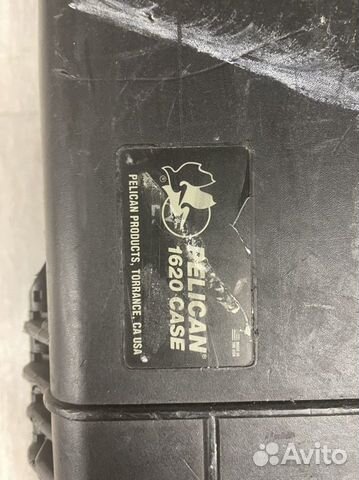 PELICAN®
1620 CASE
PELICAN PRODUCTS, TORRANCE, CA USA
Avito